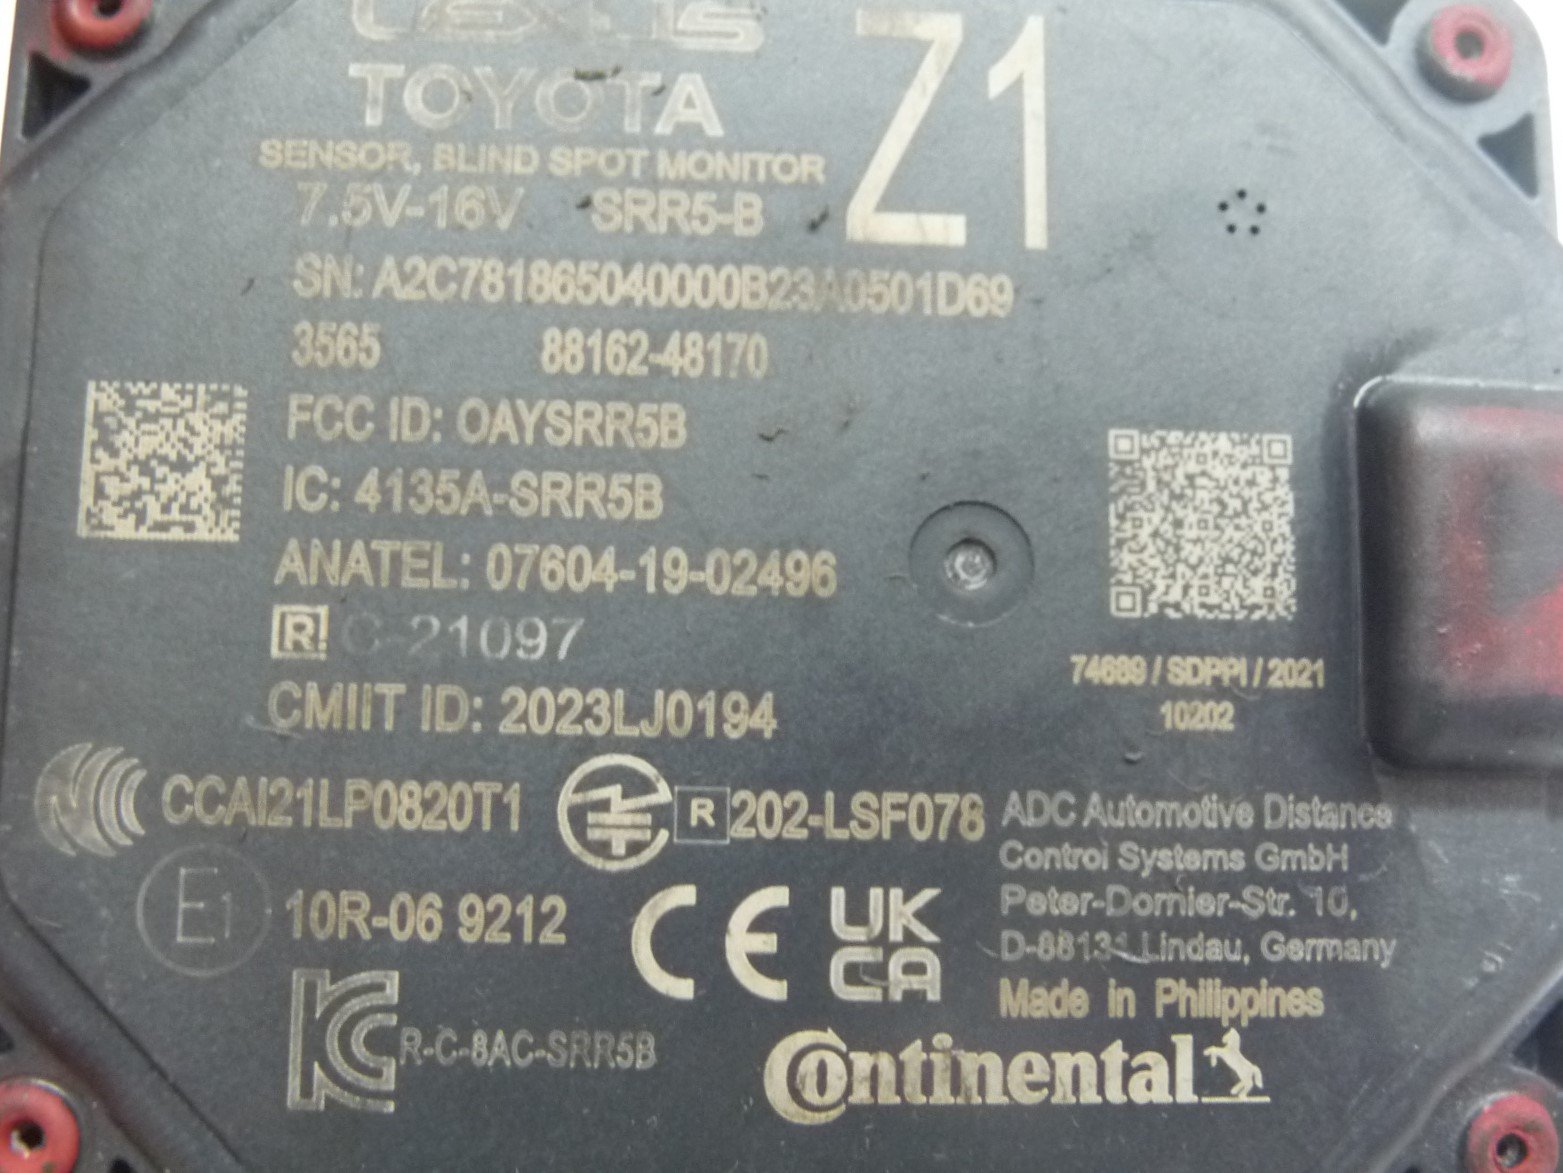 LEXUS
TOYOTA
Z1
SENSOR, BLIND SPOT MONITOR
7.5V-16V SRR5-B
SN: A2C781865040000B23A0501D69
3565 88162-48170
FCC ID: OAYSRR5B
IC: 4135A-SRR5B
ANATEL: 07604-19-02496
R! C-21097
CMIIT ID: 2023LJ0194
74689 / SDPPI / 2021
10202
CCAI21LP0820T1
R 202-LSF078
E1 10R-06 9212
CE
UK
CA
ADC Automotive Distance
Control Systems GmbH
Peter-Dornier-Str. 10,
D-88131 Lindau, Germany
Made in Philippines
KC R-C-8AC-SRR5B
Continental